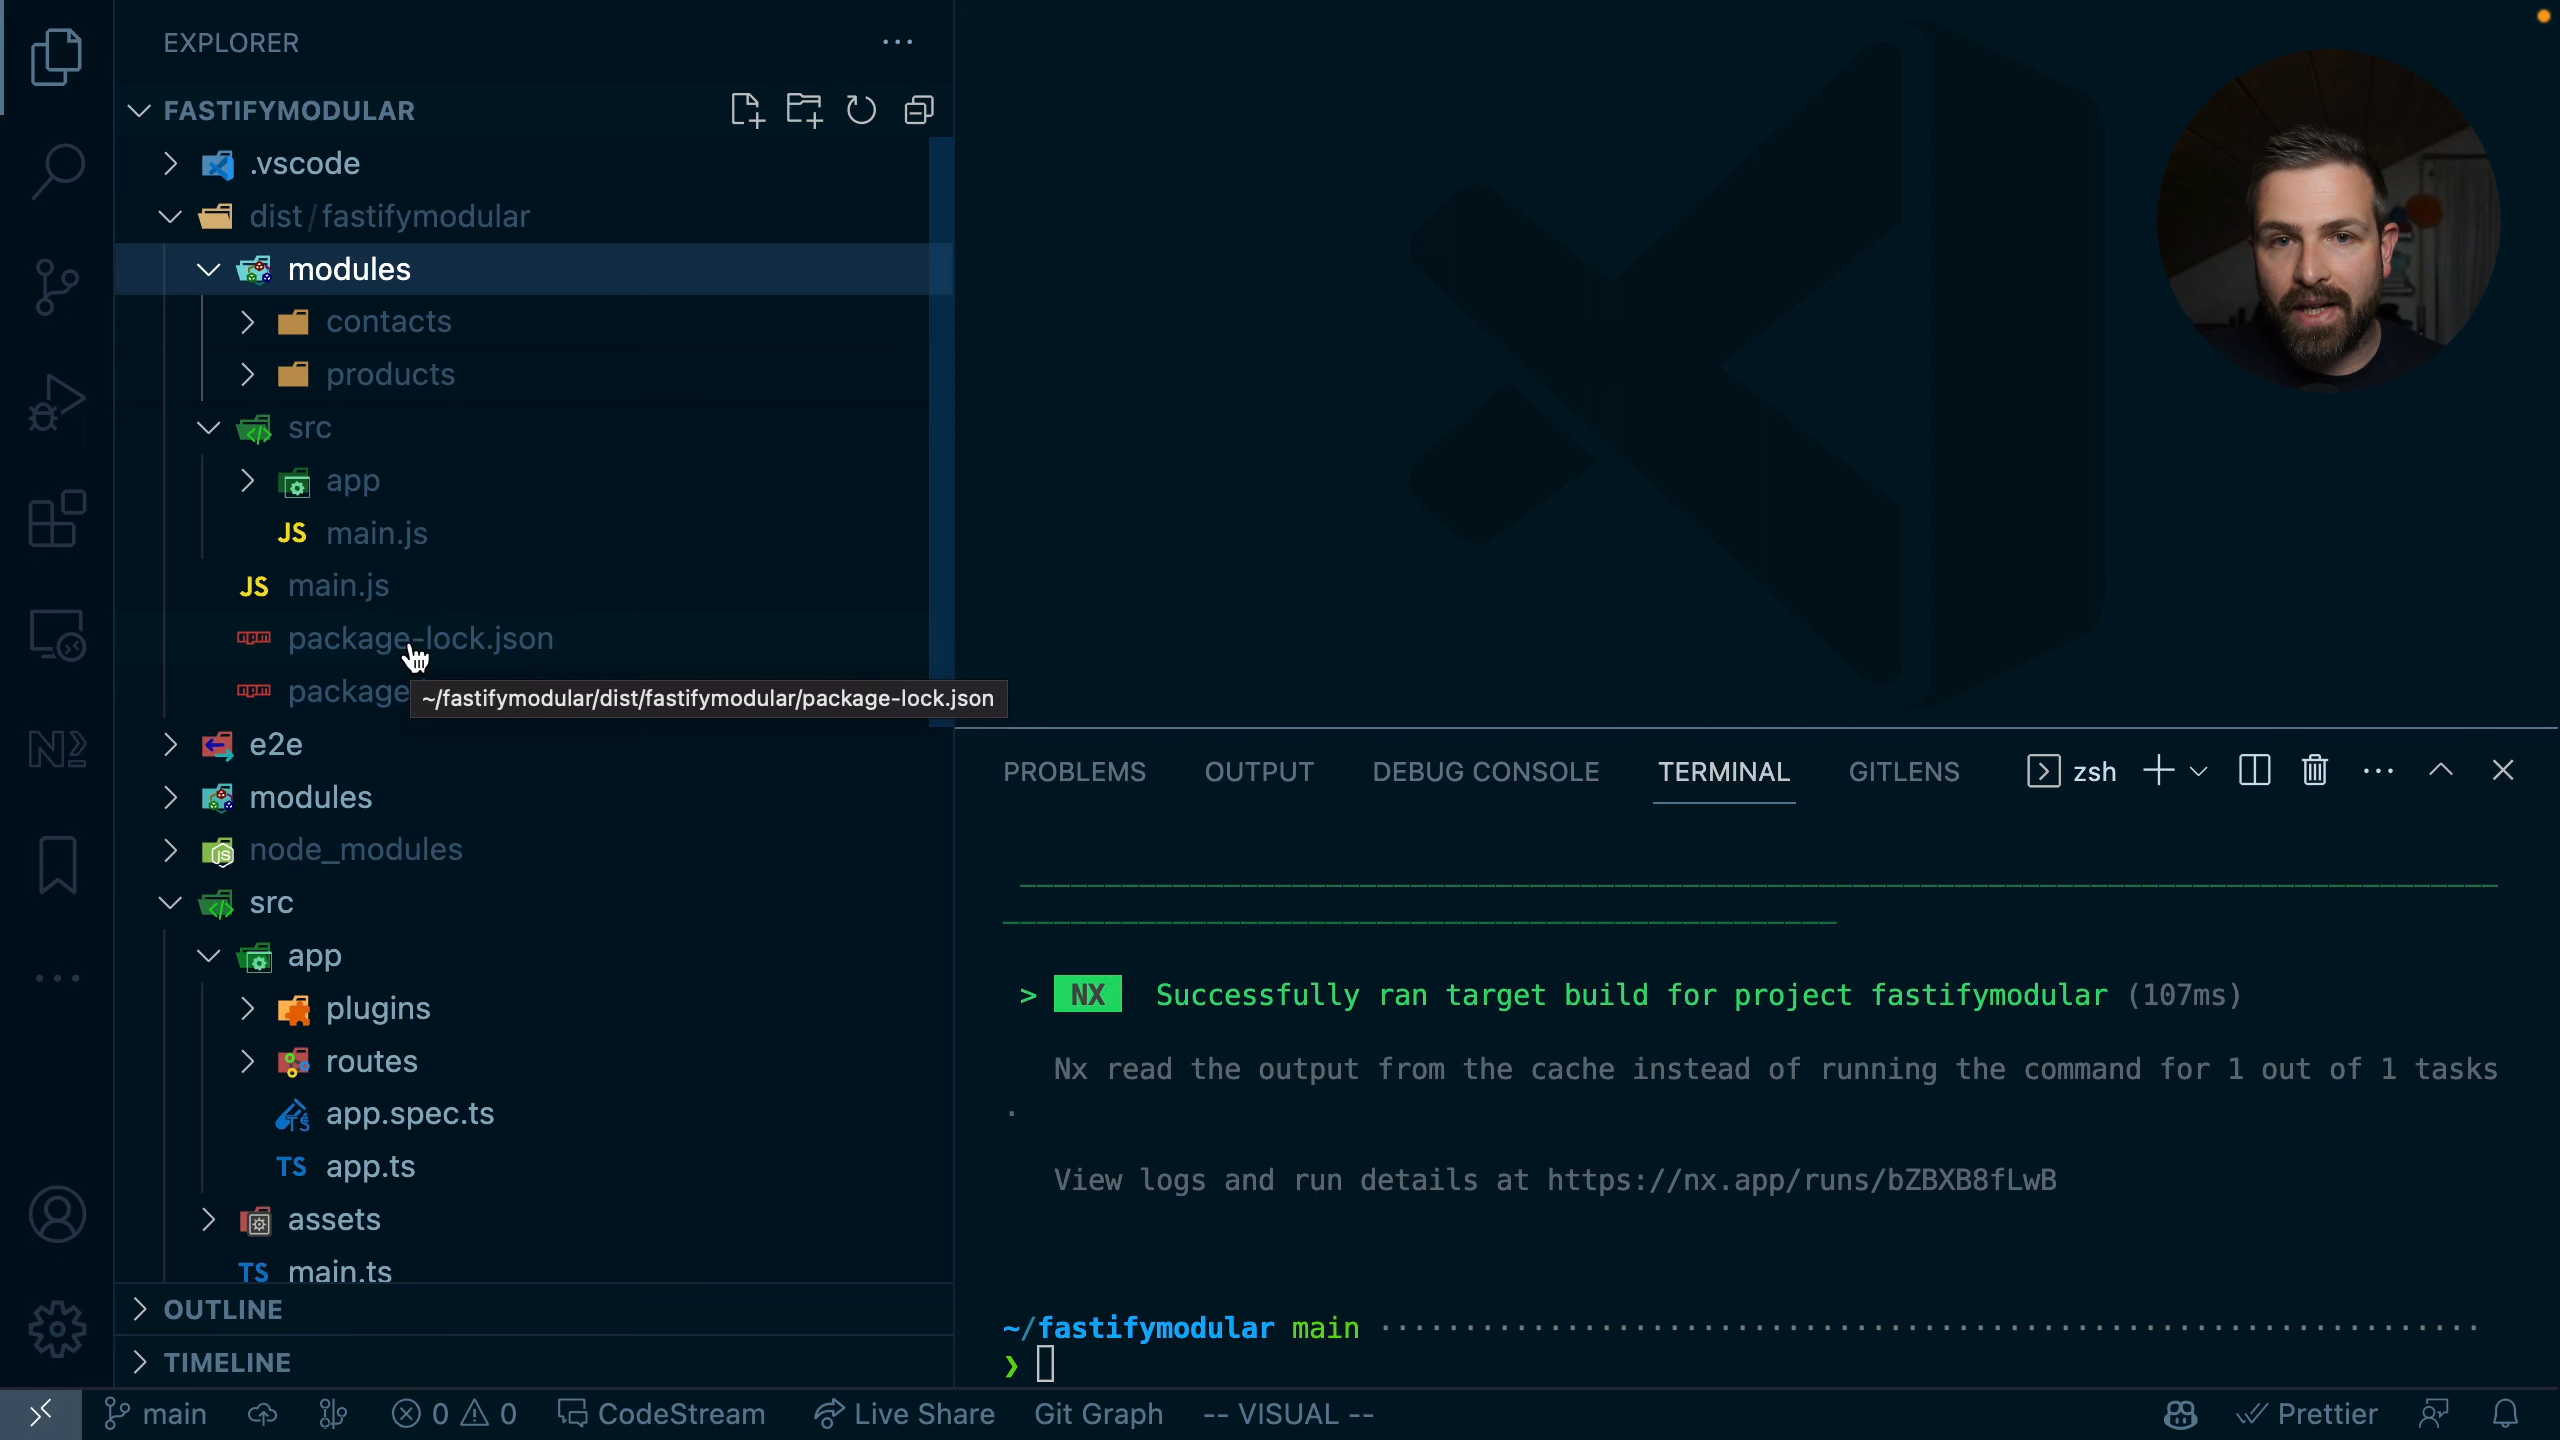 EXPLORER
FASTIFYMODULAR
.vscode
dist / fastifymodular
modules
contacts
products
src
app
JS main.js
JS main.js
package-lock.json
package
~/fastifymodular/dist/fastifymodular/package-lock.json
e2e
modules
node_modules
src
app
plugins
routes
app.spec.ts
TS app.ts
assets
TS main.ts
OUTLINE
TIMELINE
PROBLEMS OUTPUT DEBUG CONSOLE TERMINAL GITLENS zsh
> NX Successfully ran target build for project fastifymodular (107ms)
Nx read the output from the cache instead of running the command for 1 out of 1 tasks
.
View logs and run details at https://nx.app/runs/bZBXB8fLwB
~/fastifymodular main
❯
main 0 0 CodeStream Live Share Git Graph -- VISUAL -- Prettier